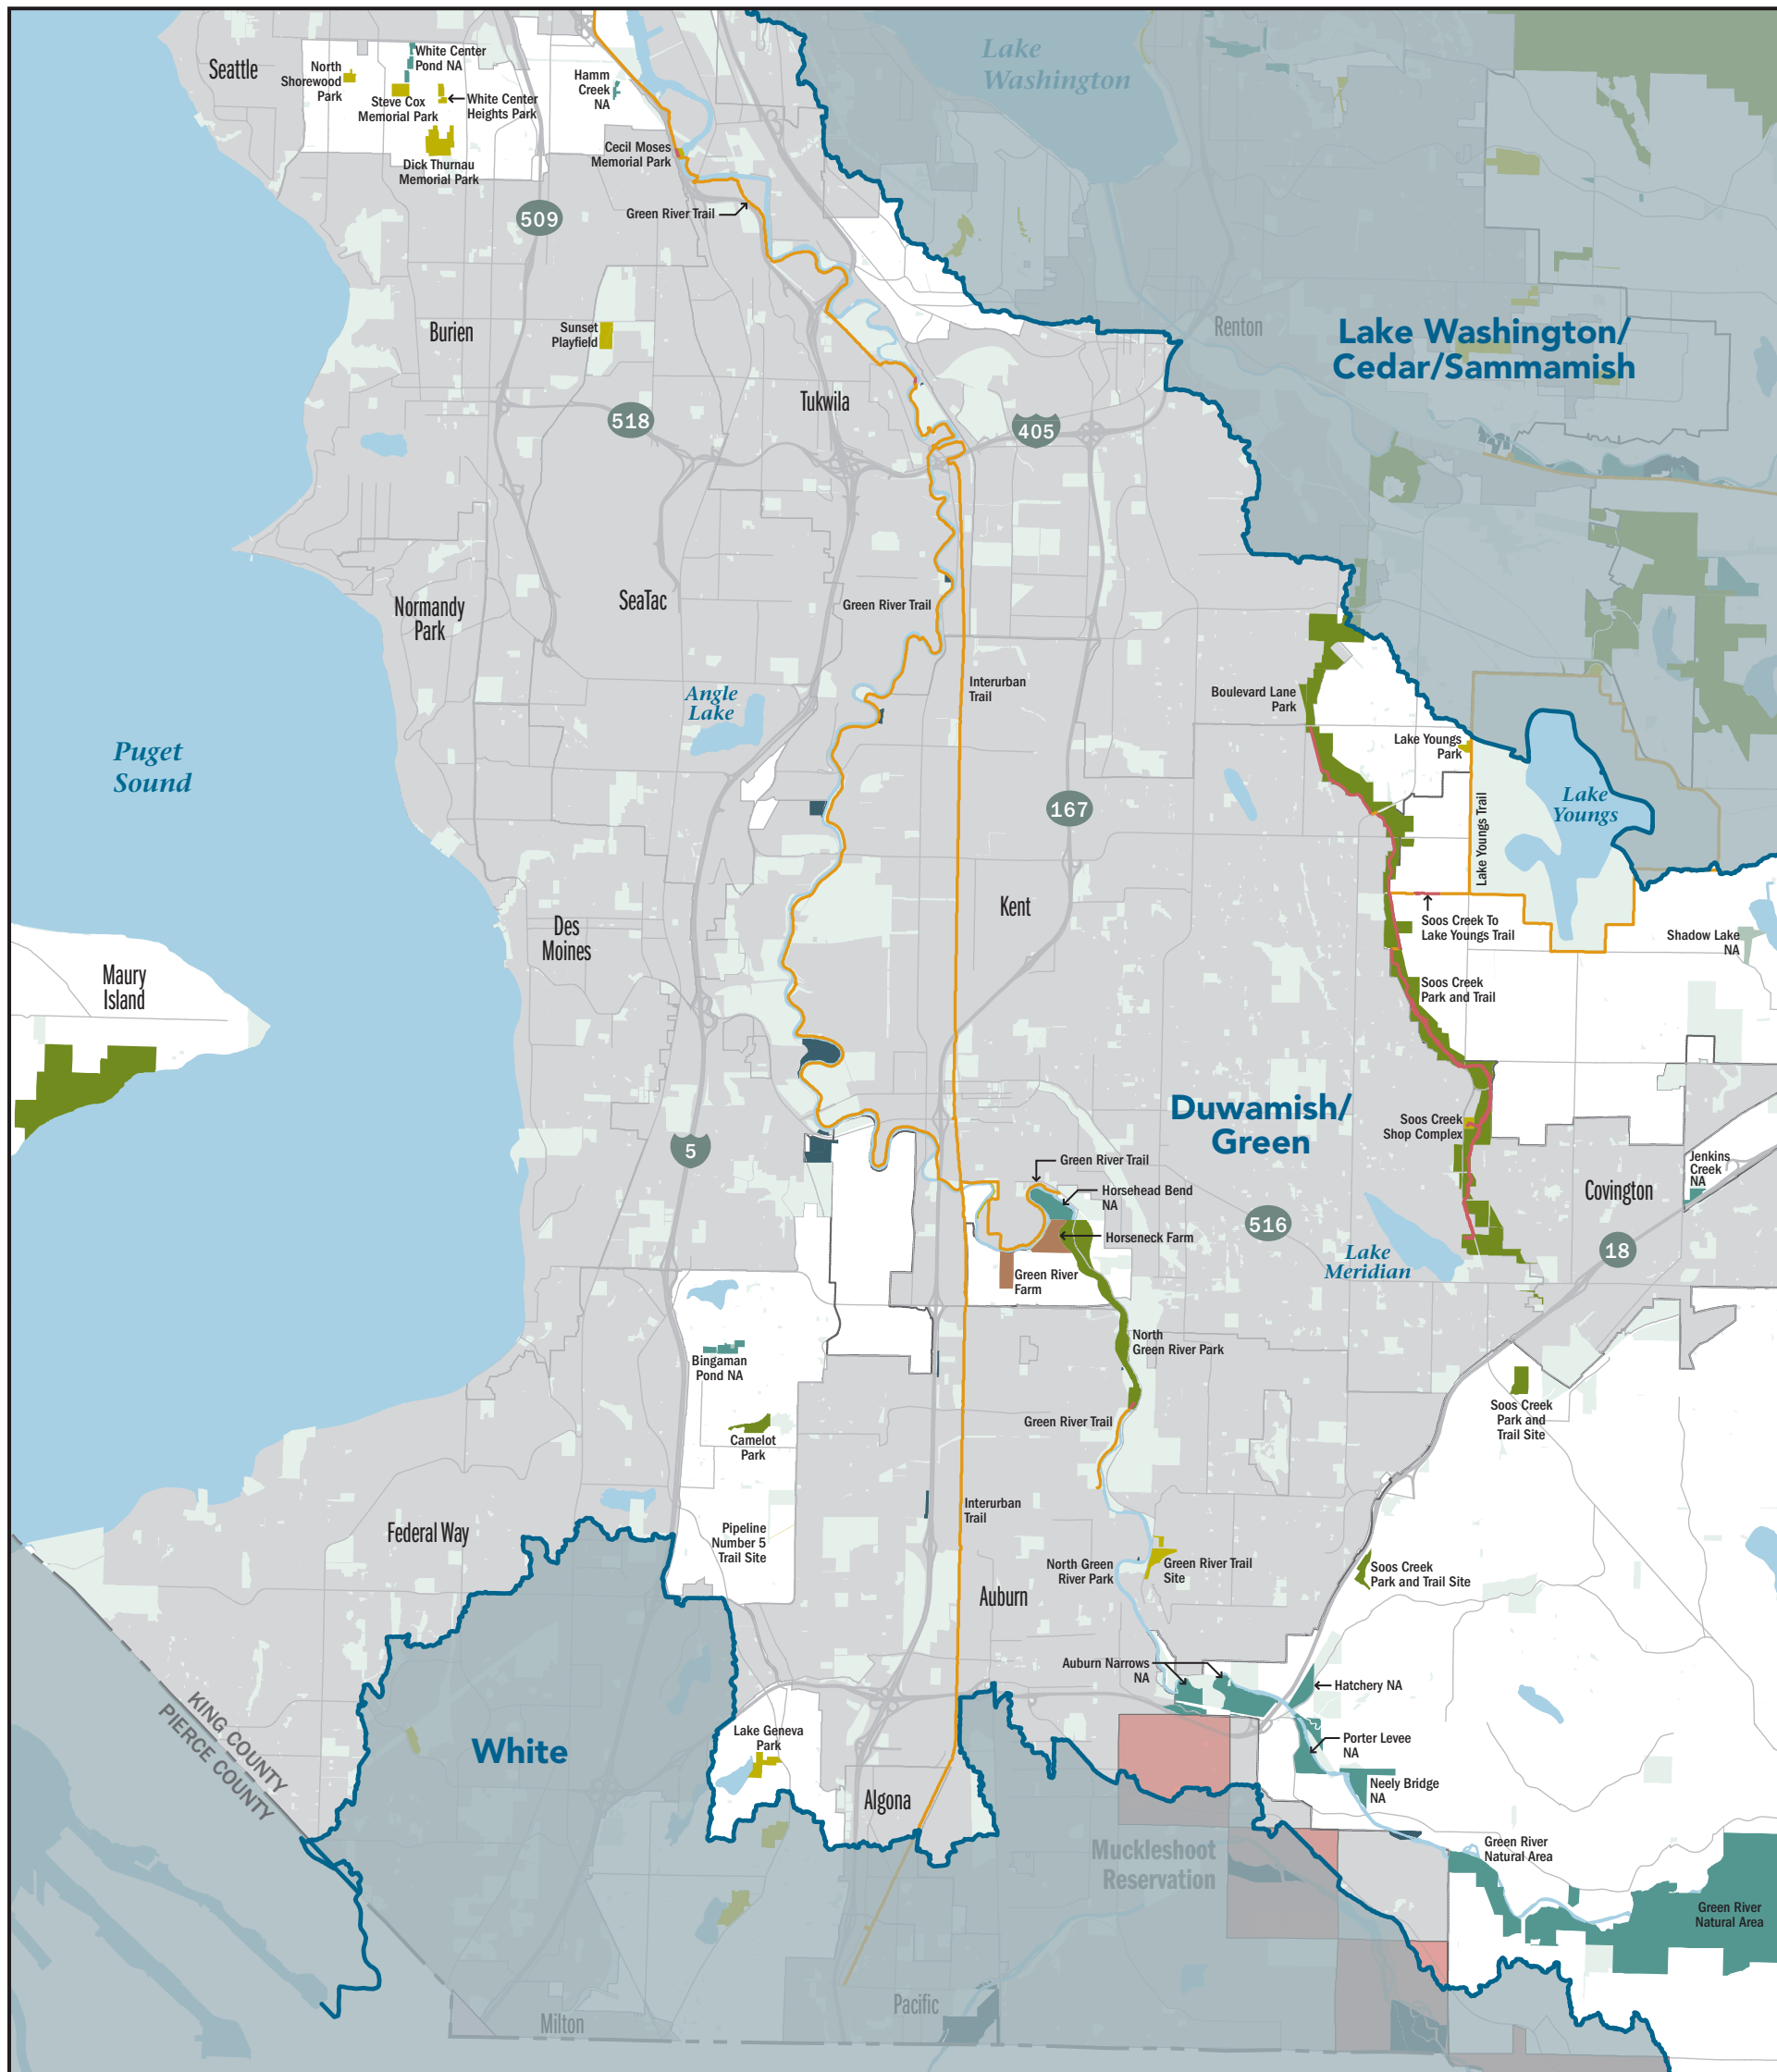 Seattle
North
Shorewood
Park
White Center
Pond NA
Steve Cox
Memorial Park
White Center
Heights Park
Dick Thurnau
Memorial Park
Hamm
Creek
NA
Cecil Moses
Memorial Park
Green River Trail
Lake
Washington
509
Burien
Sunset
Playfield
518
Tukwila
405
Renton
Lake Washington/
Cedar/Sammamish
Normandy
Park
SeaTac
Green River Trail
Angle
Lake
Interurban
Trail
Boulevard Lane
Park
Lake Youngs
Park
Lake Youngs Trail
Lake
Youngs
Puget
Sound
167
Kent
Des
Moines
Soos Creek To
Lake Youngs Trail
Shadow Lake
NA
Maury
Island
Soos Creek
Park and Trail
Duwamish/
Green
Soos Creek
Shop Complex
5
Green River Trail
Horsehead Bend
NA
Horseneck Farm
Green River
Farm
516
Lake
Meridian
Covington
Jenkins
Creek
NA
18
Bingaman
Pond NA
North
Green River Park
Camelot
Park
Green River Trail
Soos Creek
Park and
Trail Site
Federal Way
Pipeline
Number 5
Trail Site
Interurban
Trail
North Green
River Park
Green River Trail
Site
Soos Creek
Park and Trail Site
Auburn
Auburn Narrows
NA
Hatchery NA
KING COUNTY
PIERCE COUNTY
White
Lake Geneva
Park
Porter Levee
NA
Neely Bridge
NA
Algona
Muckleshoot
Reservation
Green River
Natural Area
Green River
Natural Area
Pacific
Milton